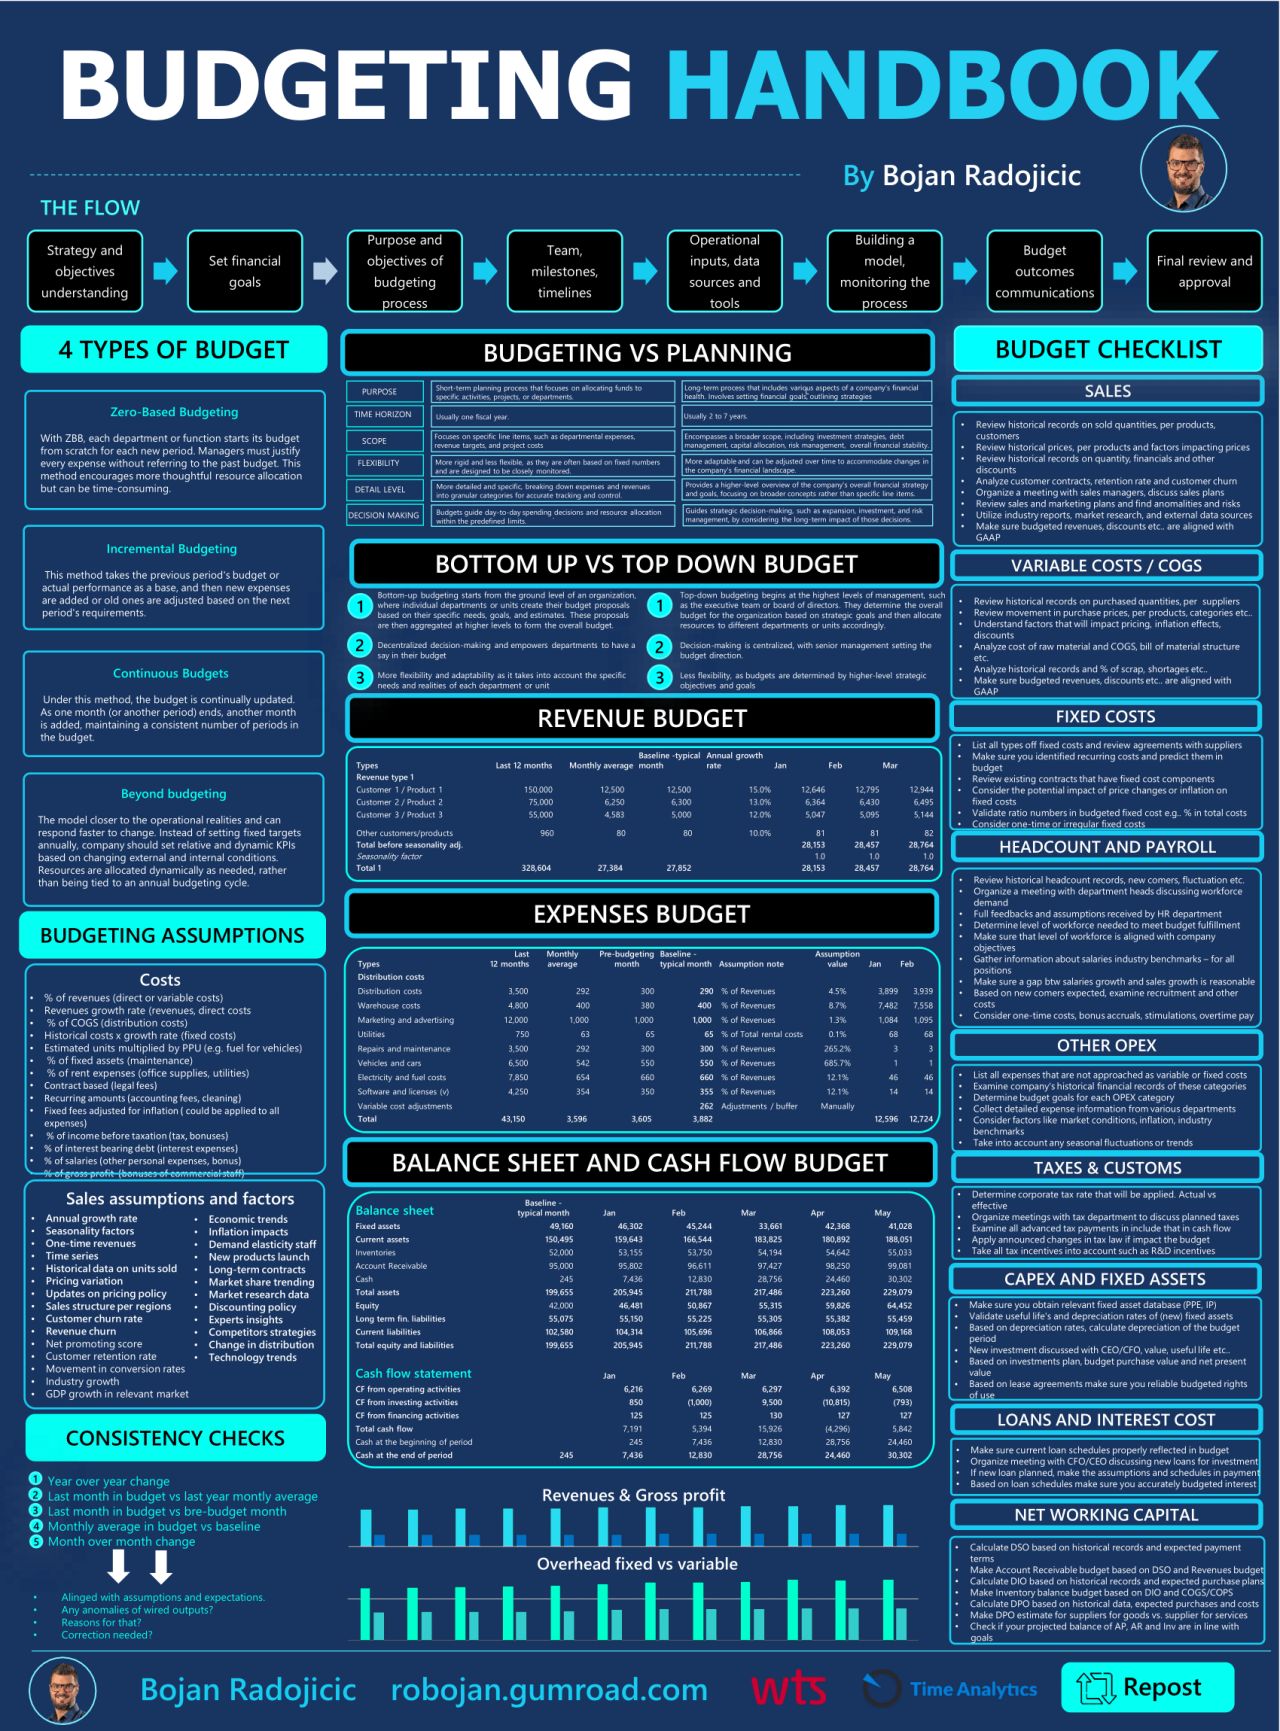 BUDGETING HANDBOOK
By Bojan Radojicic
THE FLOW
Strategy and
objectives
understanding
Set financial
goals
Purpose and
objectives of
budgeting
process
Team,
milestones,
timelines
Operational
inputs, data
sources and
tools
Building a
model,
monitoring the
process
Budget
outcomes
communications
Final review and
approval
4 TYPES OF BUDGET
Zero-Based Budgeting
With ZBB, each department or function starts its budget
from scratch for each new period. Managers must justify
every expense without referring to the past budget. This
method encourages more thoughtful resource allocation
but can be time-consuming.
Incremental Budgeting
This method takes the previous period's budget or
actual performance as a base, and then new expenses
are added or old ones are adjusted based on the next
period's requirements.
Continuous Budgets
Under this method, the budget is continually updated.
As one month (or another period) ends, another month
is added, maintaining a consistent number of periods in
the budget.
Beyond budgeting
The model closer to the operational realities and can
respond faster to change. Instead of setting fixed targets
annually, company should set relative and dynamic KPIs
based on changing external and internal conditions.
Resources are allocated dynamically as needed, rather
than being tied to an annual budgeting cycle.
BUDGETING ASSUMPTIONS
Costs
• % of revenues (direct or variable costs)
• Revenues growth rate (revenues, direct costs
• % of COGS (distribution costs)
• Historical costs x growth rate (fixed costs)
• Estimated units multiplied by PPU (e.g. fuel for vehicles)
• % of fixed assets (maintenance)
• % of rent expenses (office supplies, utilities)
• Contract based (legal fees)
• Recurring amounts (accounting fees, cleaning)
• Fixed fees adjusted for inflation ( could be applied to all
expenses)
• % of income before taxation (tax, bonuses)
• % of interest bearing debt (interest expenses)
• % of salaries (other personal expenses, bonus)
• % of gross profit (bonuses of commercial staff)
Sales assumptions and factors
• Annual growth rate
• Seasonality factors
• One-time revenues
• Time series
• Historical data on units sold
• Pricing variation
• Updates on pricing policy
• Sales structure per regions
• Customer churn rate
• Revenue churn
• Net promoting score
• Customer retention rate
• Movement in conversion rates
• Industry growth
• GDP growth in relevant market
• Economic trends
• Inflation impacts
• Demand elasticity staff
• New products launch
• Long-term contracts
• Market share trending
• Market research data
• Discounting policy
• Experts insights
• Competitors strategies
• Change in distribution
• Technology trends
CONSISTENCY CHECKS
1 Year over year change
2 Last month in budget vs last year montly average
3 Last month in budget vs bre-budget month
4 Monthly average in budget vs baseline
5 Month over month change
• Alinged with assumptions and expectations.
• Any anomalies of wired outputs?
• Reasons for that?
• Correction needed?
BUDGETING VS PLANNING
PURPOSE
Short-term planning process that focuses on allocating funds to
specific activities, projects, or departments.
Long-term process that includes various aspects of a company's financial
health. Involves setting financial goals, outlining strategies
TIME HORIZON
Usually one fiscal year.
Usually 2 to 7 years.
SCOPE
Focuses on specific line items, such as departmental expenses,
revenue targets, and project costs
Encompasses a broader scope, including investment strategies, debt
management, capital allocation, risk management, overall financial stability.
FLEXIBILITY
More rigid and less flexible, as they are often based on fixed numbers
and are designed to be closely monitored.
More adaptable and can be adjusted over time to accommodate changes in
the company's financial landscape.
DETAIL LEVEL
More detailed and specific, breaking down expenses and revenues
into granular categories for accurate tracking and control.
Provides a higher-level overview of the company's overall financial strategy
and goals, focusing on broader concepts rather than specific line items.
DECISION MAKING
Budgets guide day-to-day spending decisions and resource allocation
within the predefined limits.
Guides strategic decision-making, such as expansion, investment, and risk
management, by considering the long-term impact of those decisions.
BOTTOM UP VS TOP DOWN BUDGET
1
Bottom-up budgeting starts from the ground level of an organization,
where individual departments or units create their budget proposals
based on their specific needs, goals, and estimates. These proposals
are then aggregated at higher levels to form the overall budget.
2
Decentralized decision-making and empowers departments to have a
say in their budget
3
More flexibility and adaptability as it takes into account the specific
needs and realities of each department or unit
1
Top-down budgeting begins at the highest levels of management, such
as the executive team or board of directors. They determine the overall
budget for the organization based on strategic goals and then allocate
resources to different departments or units accordingly.
2
Decision-making is centralized, with senior management setting the
budget direction.
3
Less flexibility, as budgets are determined by higher-level strategic
objectives and goals
REVENUE BUDGET
Types Last 12 months Monthly average Baseline -typical month Annual growth rate Jan Feb Mar
Revenue type 1
Customer 1 / Product 1 150,000 12,500 12,500 15.0% 12,646 12,795 12,944
Customer 2 / Product 2 75,000 6,250 6,300 13.0% 6,364 6,430 6,495
Customer 3 / Product 3 55,000 4,583 5,000 12.0% 5,047 5,095 5,144
Other customers/products 960 80 80 10.0% 81 81 82
Total before seasonality adj. 28,153 28,457 28,764
Seasonality factor 1.0 1.0 1.0
Total 1 328,604 27,384 27,852 28,153 28,457 28,764
EXPENSES BUDGET
Types Last 12 months Monthly average Pre-budgeting month Baseline - typical month Assumption note Assumption value Jan Feb
Distribution costs
Distribution costs 3,500 292 300 290 % of Revenues 4.5% 3,899 3,939
Warehouse costs 4,800 400 380 400 % of Revenues 8.7% 7,482 7,558
Marketing and advertising 12,000 1,000 1,000 1,000 % of Revenues 1.3% 1,084 1,095
Utilities 750 63 65 65 % of Total rental costs 0.1% 68 68
Repairs and maintenance 3,500 292 300 300 % of Revenues 265.2% 3 3
Vehicles and cars 6,500 542 550 550 % of Revenues 685.7% 1 1
Electricity and fuel costs 7,850 654 660 660 % of Revenues 12.1% 46 46
Software and licenses (v) 4,250 354 350 355 % of Revenues 12.1% 14 14
Variable cost adjustments 262 Adjustments / buffer Manually
Total 43,150 3,596 3,605 3,882 12,596 12,724
BALANCE SHEET AND CASH FLOW BUDGET
Balance sheet Baseline - typical month Jan Feb Mar Apr May
Fixed assets 49,160 46,302 45,244 33,661 42,368 41,028
Current assets 150,495 159,643 166,544 183,825 180,892 188,051
Inventories 52,000 53,155 53,750 54,194 54,642 55,033
Account Receivable 95,000 95,802 96,611 97,427 98,250 99,081
Cash 245 7,436 12,830 28,756 24,460 30,302
Total assets 199,655 205,945 211,788 217,486 223,260 229,079
Equity 42,000 46,481 50,867 55,315 59,826 64,452
Long term fin. liabilities 55,075 55,150 55,225 55,305 55,382 55,459
Current liabilities 102,580 104,314 105,696 106,866 108,053 109,168
Total equity and liabilities 199,655 205,945 211,788 217,486 223,260 229,079
Cash flow statement Jan Feb Mar Apr May
CF from operating activities 6,216 6,269 6,297 6,392 6,508
CF from investing activities 850 (1,000) 9,500 (10,815) (793)
CF from financing activities 125 125 130 127 127
Total cash flow 7,191 5,394 15,926 (4,296) 5,842
Cash at the beginning of period 245 7,436 12,830 28,756 24,460
Cash at the end of period 245 7,436 12,830 28,756 24,460 30,302
Revenues & Gross profit
Overhead fixed vs variable
BUDGET CHECKLIST
SALES
• Review historical records on sold quantities, per products,
customers
• Review historical prices, per products and factors impacting prices
• Review historical records on quantity, financials and other
discounts
• Analyze customer contracts, retention rate and customer churn
• Organize a meeting with sales managers, discuss sales plans
• Review sales and marketing plans and find anomalities and risks
• Utilize industry reports, market research, and external data sources
• Make sure budgeted revenues, discounts etc.. are aligned with
GAAP
VARIABLE COSTS / COGS
• Review historical records on purchased quantities, per suppliers
• Review movement in purchase prices, per products, categories etc..
• Understand factors that will impact pricing, inflation effects,
discounts
• Analyze cost of raw material and COGS, bill of material structure
etc.
• Analyze historical records and % of scrap, shortages etc..
• Make sure budgeted revenues, discounts etc.. are aligned with
GAAP
FIXED COSTS
• List all types off fixed costs and review agreements with suppliers
• Make sure you identified recurring costs and predict them in
budget
• Review existing contracts that have fixed cost components
• Consider the potential impact of price changes or inflation on
fixed costs
• Validate ratio numbers in budgeted fixed cost e.g.. % in total costs
• Consider one-time or irregular fixed costs
HEADCOUNT AND PAYROLL
• Review historical headcount records, new comers, fluctuation etc.
• Organize a meeting with department heads discussing workforce
demand
• Full feedbacks and assumptions received by HR department
• Determine level of workforce needed to meet budget fulfillment
• Make sure that level of workforce is aligned with company
objectives
• Gather information about salaries industry benchmarks – for all
positions
• Make sure a gap btw salaries growth and sales growth is reasonable
• Based on new comers expected, examine recruitment and other
costs
• Consider one-time costs, bonus accruals, stimulations, overtime pay
OTHER OPEX
• List all expenses that are not approached as variable or fixed costs
• Examine company's historical financial records of these categories
• Determine budget goals for each OPEX category
• Collect detailed expense information from various departments
• Consider factors like market conditions, inflation, industry
benchmarks
• Take into account any seasonal fluctuations or trends
TAXES & CUSTOMS
• Determine corporate tax rate that will be applied. Actual vs
effective
• Organize meetings with tax department to discuss planned taxes
• Examine all advanced tax payments in include that in cash flow
• Apply announced changes in tax law if impact the budget
• Take all tax incentives into account such as R&D incentives
CAPEX AND FIXED ASSETS
• Make sure you obtain relevant fixed asset database (PPE, IP)
• Validate useful life's and depreciation rates of (new) fixed assets
• Based on depreciation rates, calculate depreciation of the budget
period
• New investment discussed with CEO/CFO, value, useful life etc..
• Based on investments plan, budget purchase value and net present
value
• Based on lease agreements make sure you reliable budgeted rights
of use
LOANS AND INTEREST COST
• Make sure current loan schedules properly reflected in budget
• Organize meeting with CFO/CEO discussing new loans for investment
• If new loan planned, make the assumptions and schedules in payment
• Based on loan schedules make sure you accurately budgeted interest
NET WORKING CAPITAL
• Calculate DSO based on historical records and expected payment
terms
• Make Account Receivable budget based on DSO and Revenues budget
• Calculate DIO based on historical records and expected purchase plans
• Make Inventory balance budget based on DIO and COGS/COPS
• Calculate DPO based on historical data, expected purchases and costs
• Make DPO estimate for suppliers for goods vs. supplier for services
• Check if your projected balance of AP, AR and Inv are in line with
goals
Bojan Radojicic robojan.gumroad.com wts Time Analytics Repost